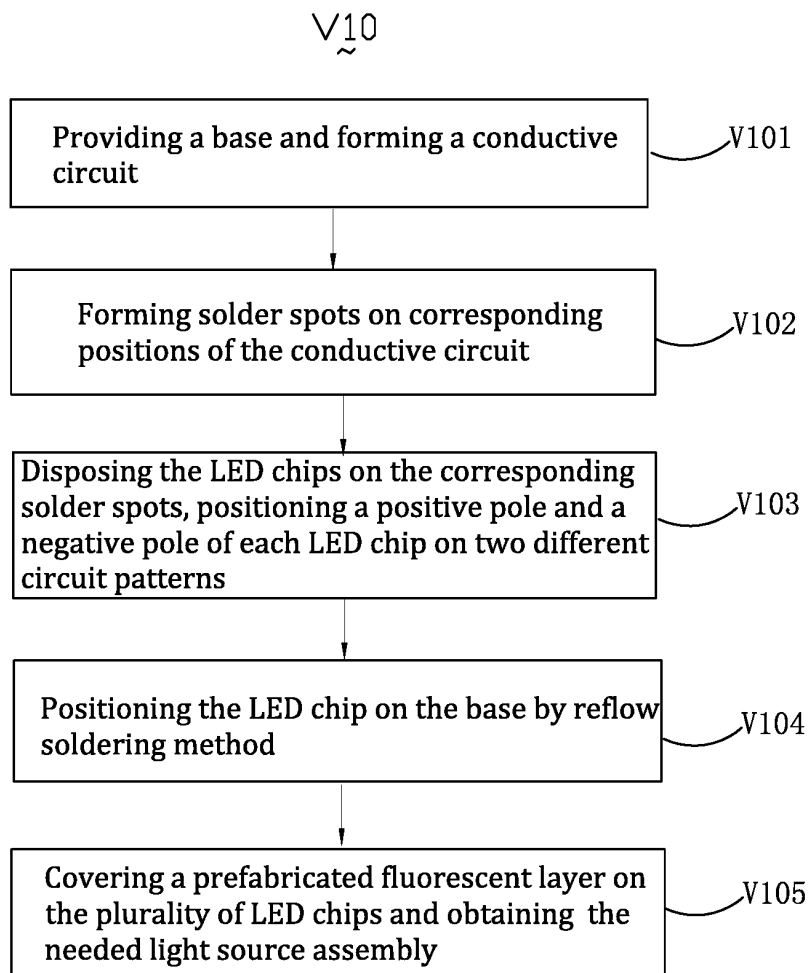 V10
Providing a base and forming a conductive
circuit
V101
Forming solder spots on corresponding
positions of the conductive circuit
V102
Disposing the LED chips on the corresponding
solder spots, positioning a positive pole and a
negative pole of each LED chip on two different
circuit patterns
V103
Positioning the LED chip on the base by reflow
soldering method
V104
Covering a prefabricated fluorescent layer on
the plurality of LED chips and obtaining the
needed light source assembly
V105